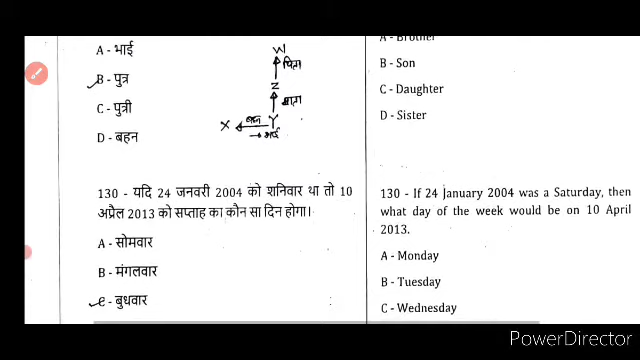 A - भाई
B - पुत्र
C - पुत्री
D - बहन
W
पिता
Z
माता
X
बहन
Y
भाई
130 - यदि 24 जनवरी 2004 को शनिवार था तो 10
अप्रैल 2013 को सप्ताह का कौन सा दिन होगा।
A - सोमवार
B - मंगलवार
C - बुधवार
A - Brother
B - Son
C - Daughter
D - Sister
130 - If 24 January 2004 was a Saturday, then
what day of the week would be on 10 April
2013.
A - Monday
B - Tuesday
C - Wednesday
PowerDirector